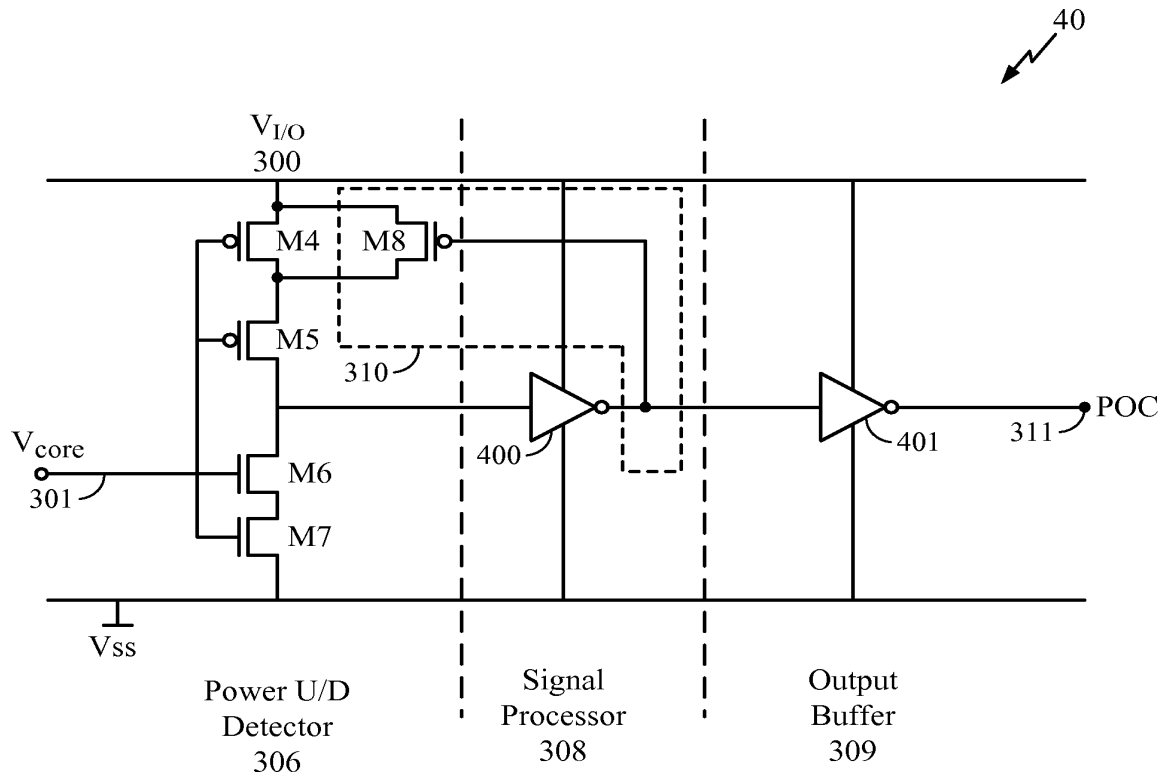 40
V_I/O
300
M4
M8
M5
310
400
401
311
POC
V_core
301
M6
M7
Vss
Power U/D
Detector
306
Signal
Processor
308
Output
Buffer
309